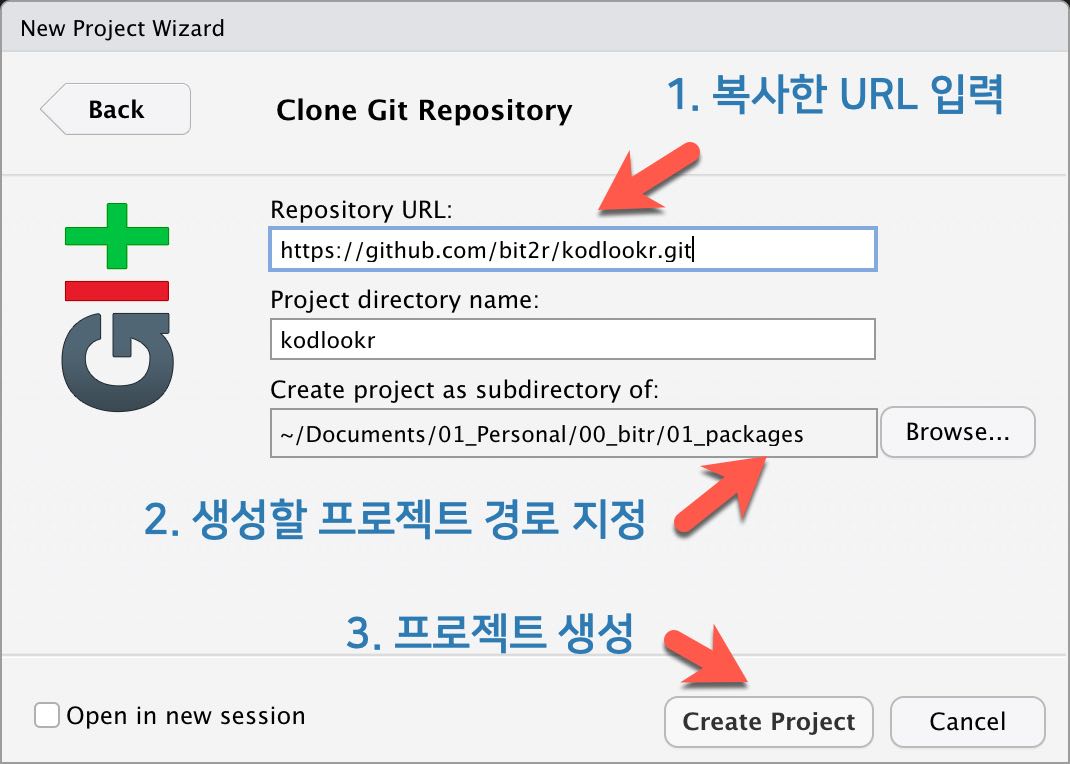 New Project Wizard
Back
Clone Git Repository
1. 복사한 URL 입력
GIT
Repository URL:
https://github.com/bit2r/kodlookr.git
Project directory name:
kodlookr
Create project as subdirectory of:
~/Documents/01_Personal/00_bitr/01_packages
Browse...
2. 생성할 프로젝트 경로 지정
3. 프로젝트 생성
Open in new session
Create Project
Cancel